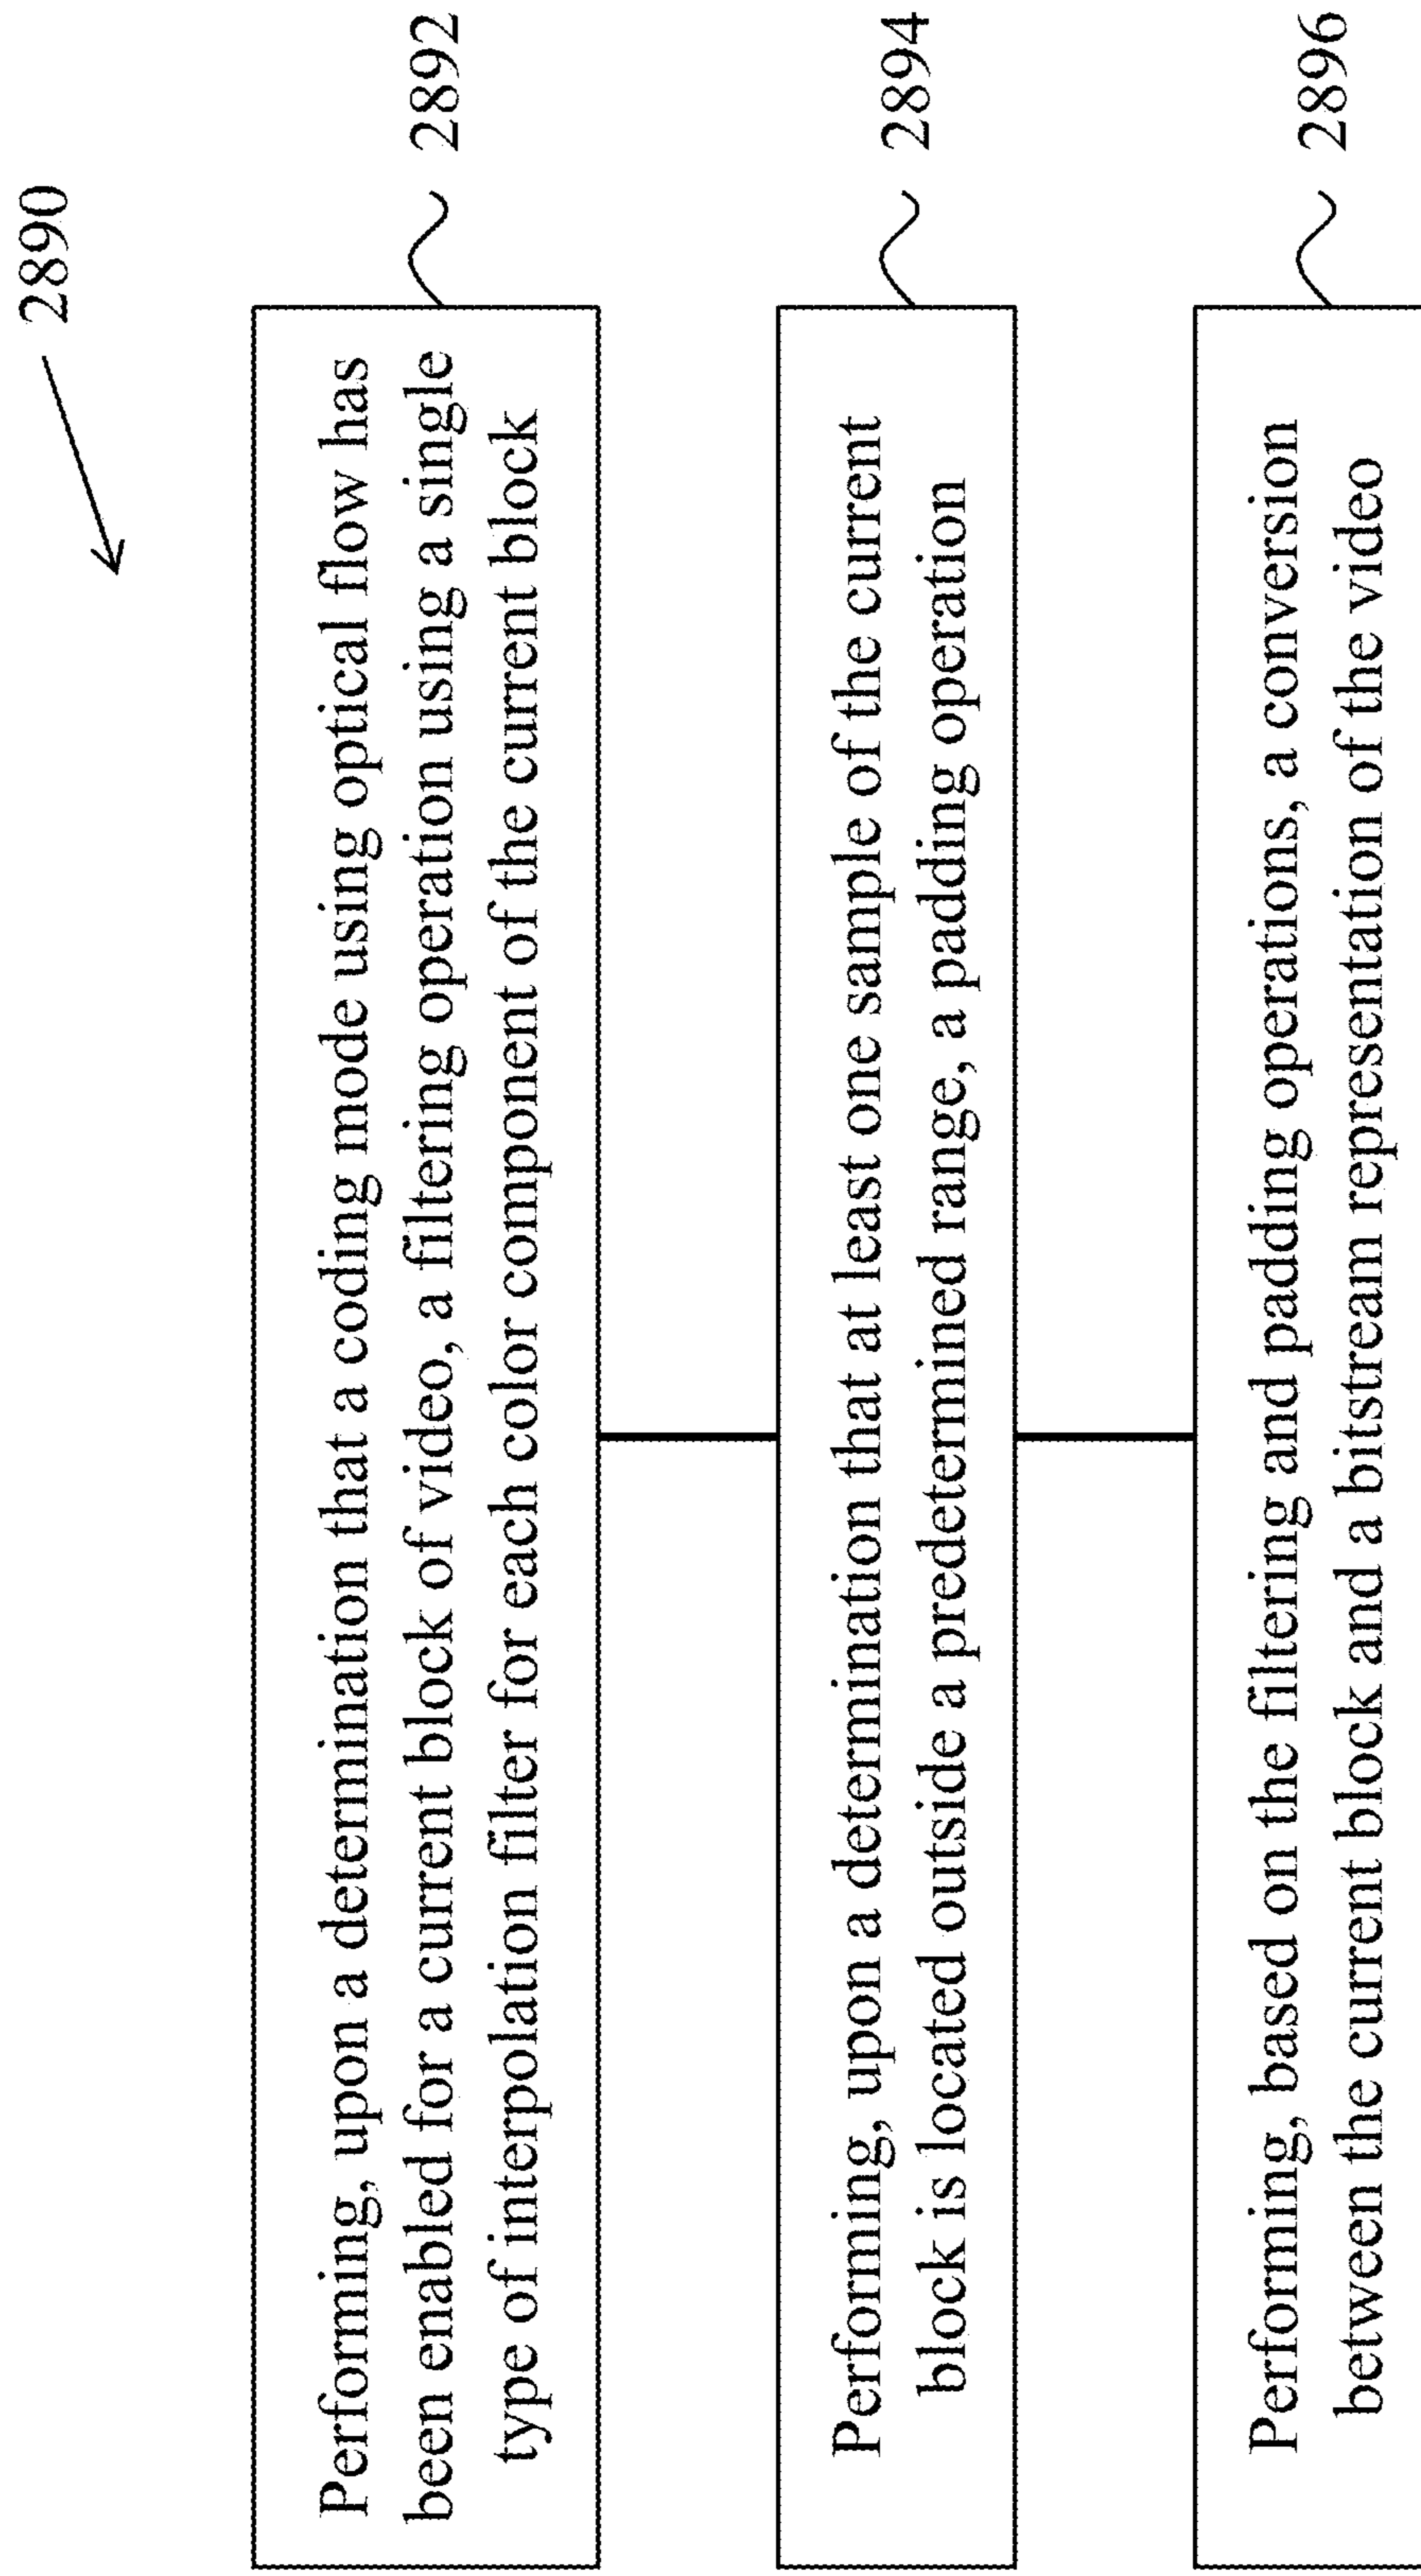 2890
Performing, upon a determination that a coding mode using optical flow has
been enabled for a current block of video, a filtering operation using a single
type of interpolation filter for each color component of the current block
2892
Performing, upon a determination that at least one sample of the current
block is located outside a predetermined range, a padding operation
2894
Performing, based on the filtering and padding operations, a conversion
between the current block and a bitstream representation of the video
2896